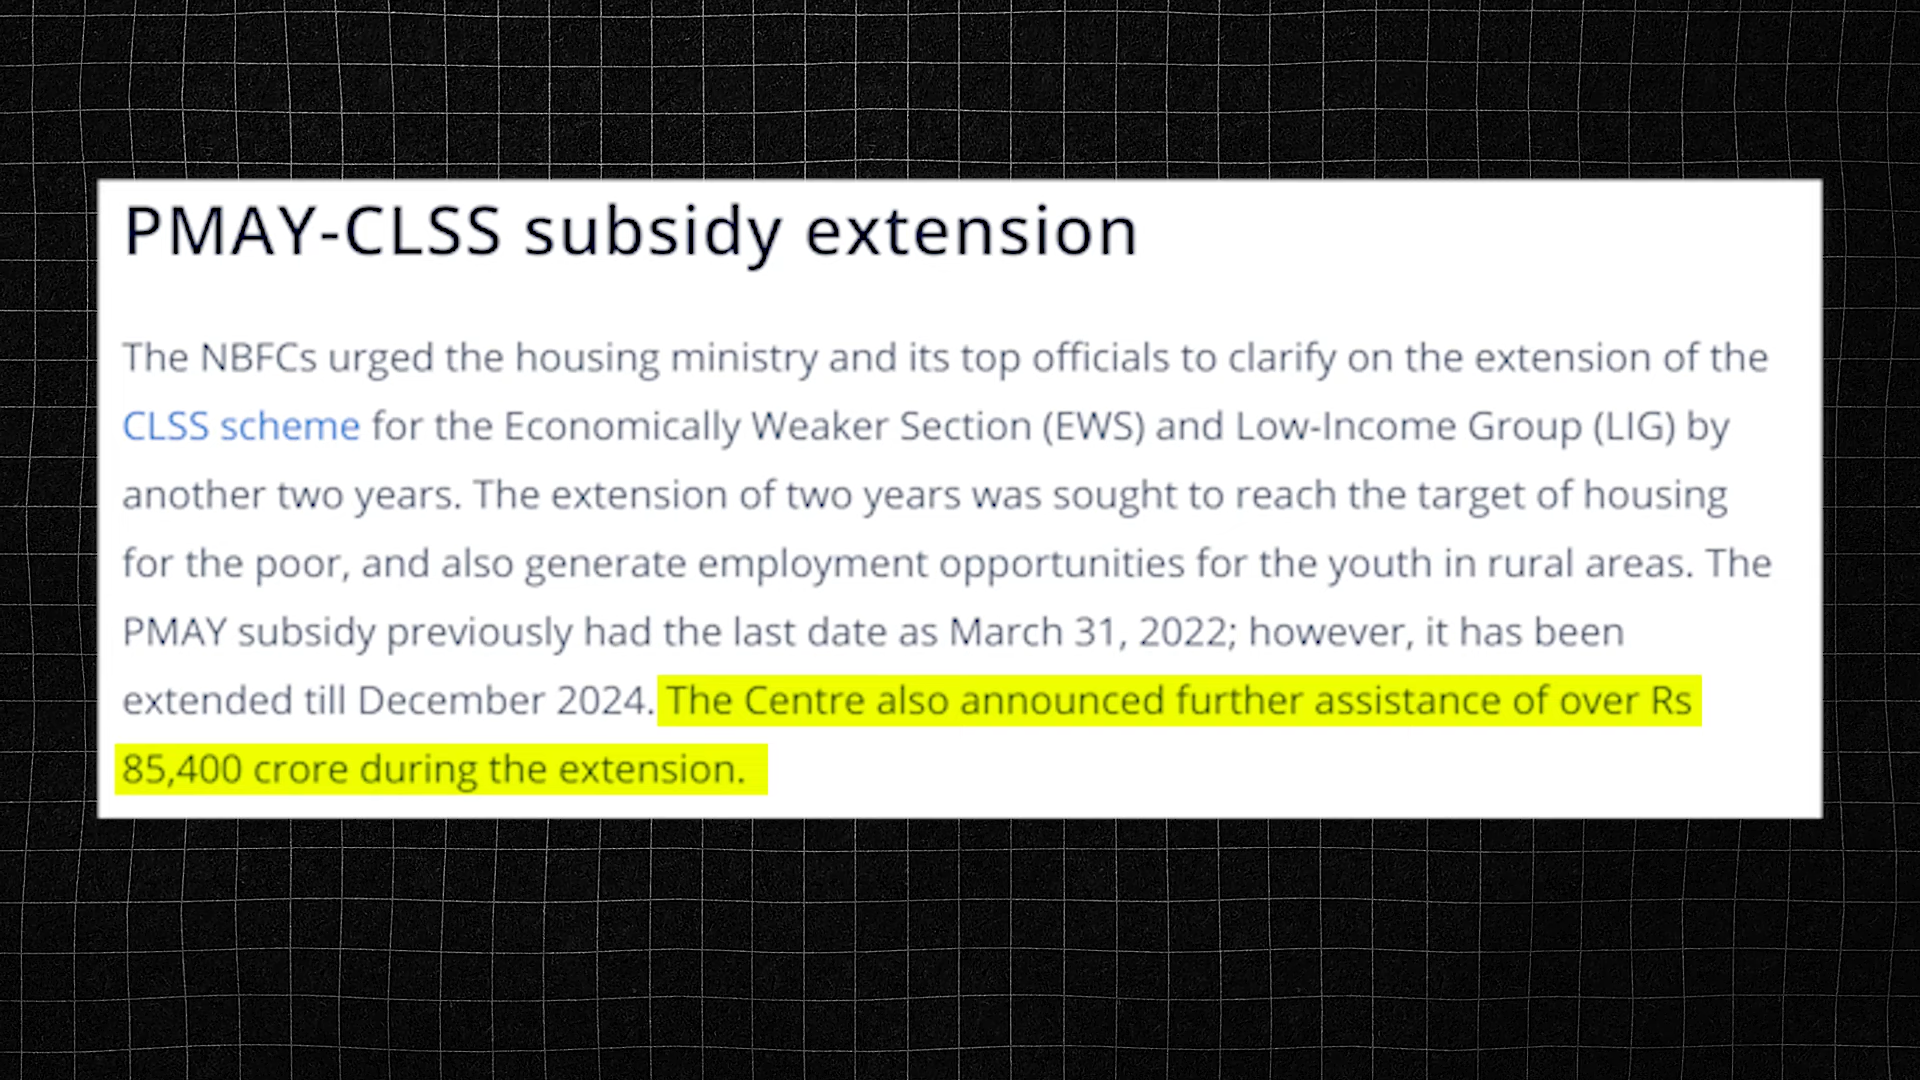 PMAY-CLSS subsidy extension
The NBFCs urged the housing ministry and its top officials to clarify on the extension of the
CLSS scheme for the Economically Weaker Section (EWS) and Low-Income Group (LIG) by
another two years. The extension of two years was sought to reach the target of housing
for the poor, and also generate employment opportunities for the youth in rural areas. The
PMAY subsidy previously had the last date as March 31, 2022; however, it has been
extended till December 2024. The Centre also announced further assistance of over Rs
85,400 crore during the extension.